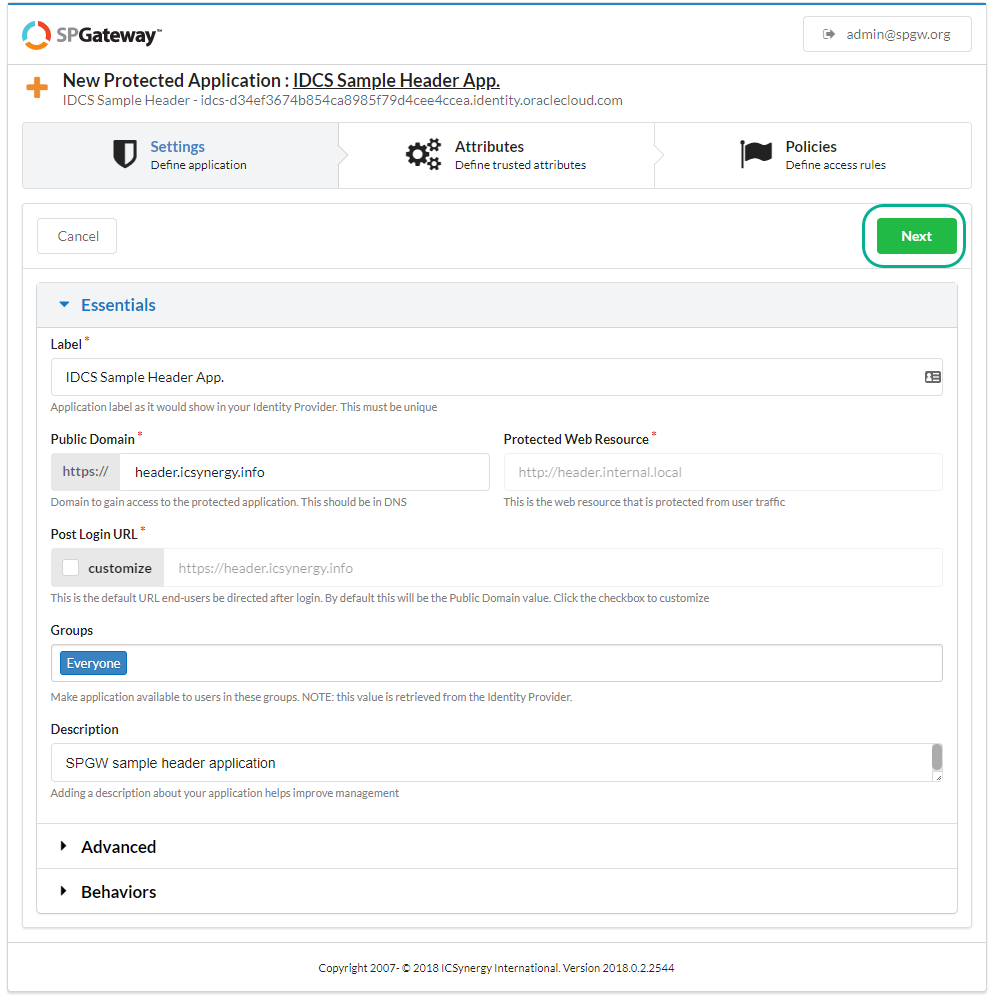 SPGateway™
admin@spgw.org
New Protected Application : IDCS Sample Header App.
IDCS Sample Header - idcs-d34ef3674b854ca8985f79d4cee4ccea.identity.oraclecloud.com
Settings
Define application
Attributes
Define trusted attributes
Policies
Define access rules
Cancel
Next
Essentials
Label *
IDCS Sample Header App.
Application label as it would show in your Identity Provider. This must be unique
Public Domain *
https:// header.icsynergy.info
Domain to gain access to the protected application. This should be in DNS
Protected Web Resource *
http://header.internal.local
This is the web resource that is protected from user traffic
Post Login URL *
customize https://header.icsynergy.info
This is the default URL end-users be directed after login. By default this will be the Public Domain value. Click the checkbox to customize
Groups
Everyone
Make application available to users in these groups. NOTE: this value is retrieved from the Identity Provider.
Description
SPGW sample header application
Adding a description about your application helps improve management
Advanced
Behaviors
Copyright 2007- © 2018 ICSynergy International. Version 2018.0.2.2544